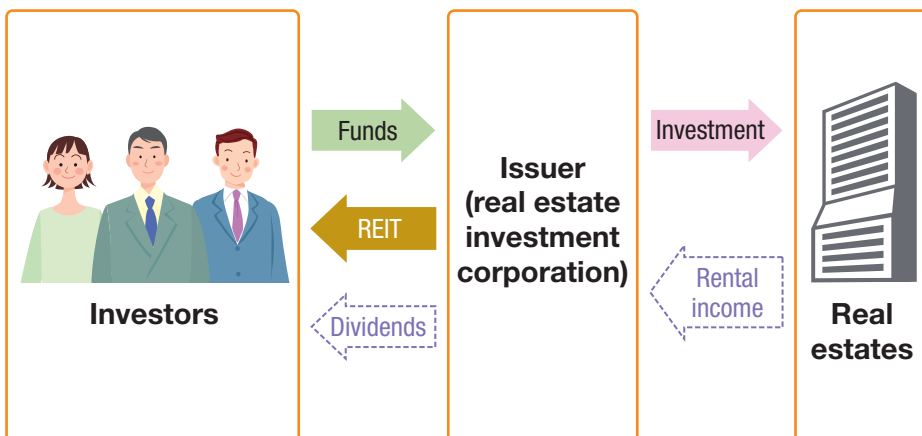 Funds
REIT
Dividends
Investors
Issuer
(real estate
investment
corporation)
Investment
Rental
income
Real
estates